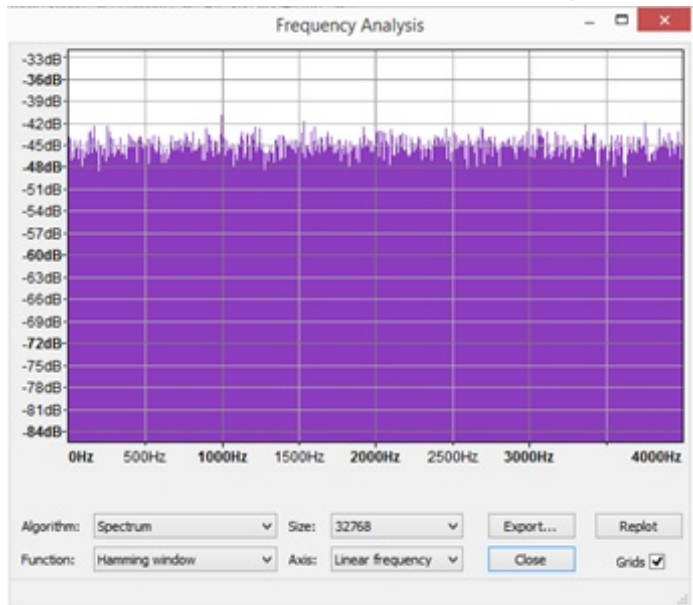 Frequency Analysis
-33dB
-36dB
-39dB
-42dB
-45dB
-48dB
-51dB
-54dB
-57dB
-60dB
-63dB
-66dB
-69dB
-72dB
-75dB
-78dB
-81dB
-84dB
0Hz 500Hz 1000Hz 1500Hz 2000Hz 2500Hz 3000Hz 4000Hz
Algorithm: Spectrum Size: 32768 Export... Replot
Function: Hamming window Axis: Linear frequency Close Grids